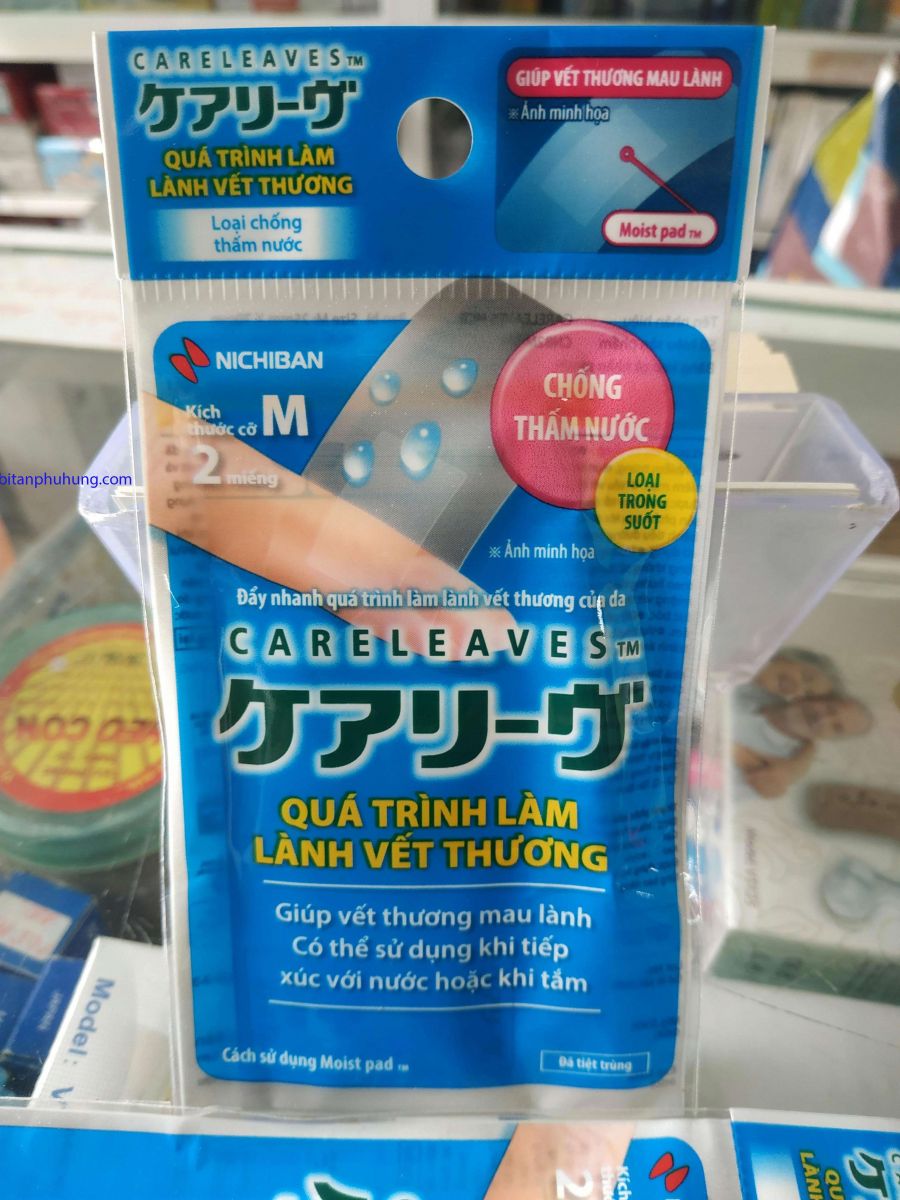 CARELEAVES™
ケアリーヴ
QUÁ TRÌNH LÀM
LÀNH VẾT THƯƠNG
Loại chống
thấm nước
GIÚP VẾT THƯƠNG MAU LÀNH
※ Ảnh minh họa
Moist pad™
NICHIBAN
Kích
thước cỡ M
2 miếng
CHỐNG
THẤM NƯỚC
LOẠI
TRONG
SUỐT
※ Ảnh minh họa
bitanphuhung.com
Đẩy nhanh quá trình làm lành vết thương của da
CARELEAVES™
ケアリーヴ
QUÁ TRÌNH LÀM
LÀNH VẾT THƯƠNG
Giúp vết thương mau lành
Có thể sử dụng khi tiếp
xúc với nước hoặc khi tắm
Cách sử dụng Moist pad™
Đã tiệt trùng
Model:
NICHIBAN
Kích
2